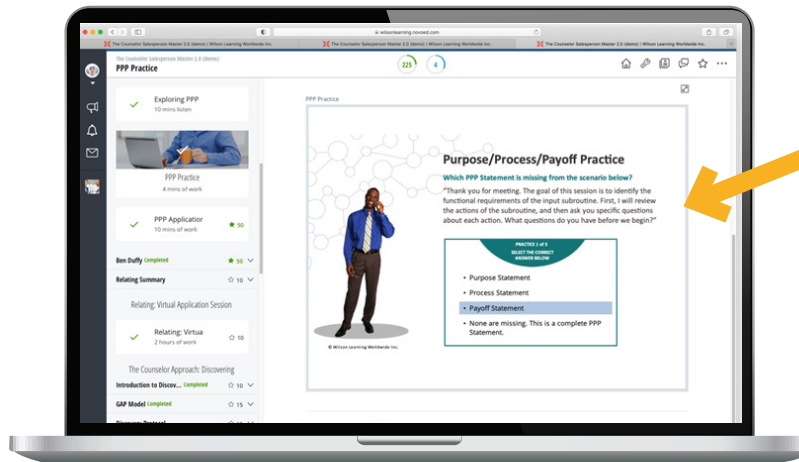 wilsonlearning.novoed.com
The Counselor Salesperson Master 2.0 (demo) | Wilson Learning Worldwide Inc.
The Counselor Salesperson Master 2.0 (demo) | Wilson Learning Worldwide Inc.
The Counselor Salesperson Master 2.0 (demo) | Wilson Learning Worldwide Inc.
The Counselor Salesperson Master 2.0 (demo)
PPP Practice
225
4
Exploring PPP
10 mins listen
PPP Practice
4 mins of work
PPP Applicatior
10 mins of work
50
Ben Duffy Completed
50
Relating Summary
10
Relating: Virtual Application Session
Relating: Virtua
2 hours of work
10
The Counselor Approach: Discovering
Introduction to Discov... Completed
10
GAP Model Completed
15
PPP Practice
Purpose/Process/Payoff Practice
Which PPP Statement is missing from the scenario below?
"Thank you for meeting. The goal of this session is to identify the
functional requirements of the input subroutine. First, I will review
the actions of the subroutine, and then ask you specific questions
about each action. What questions do you have before we begin?"
PRACTICE 1 of 5
SELECT THE CORRECT
ANSWER BELOW
• Purpose Statement
• Process Statement
• Payoff Statement
• None are missing. This is a complete PPP
Statement.
© Wilson Learning Worldwide Inc.